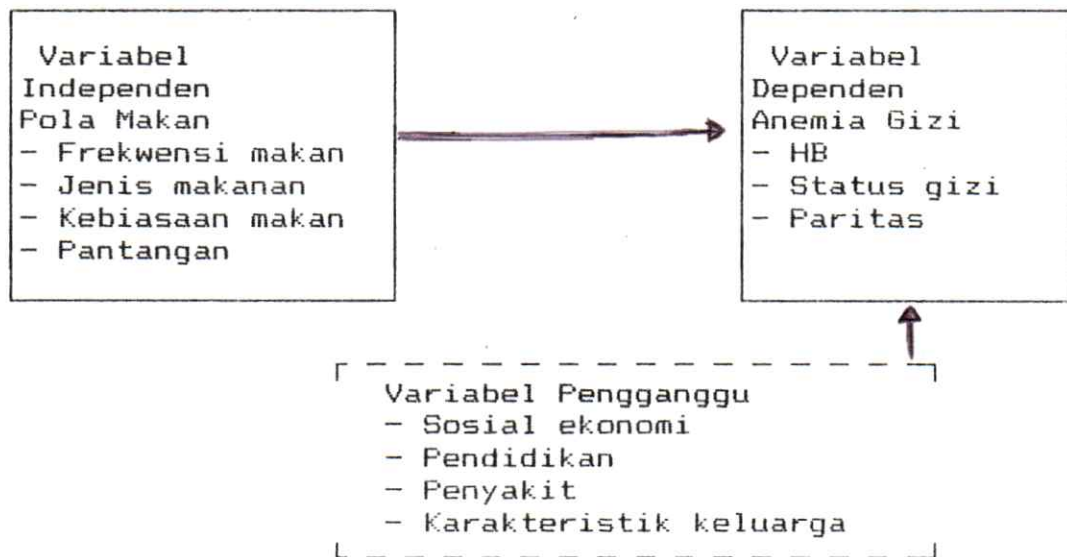 Variabel
Independen
Pola Makan
- Frekwensi makan
- Jenis makanan
- Kebiasaan makan
- Pantangan
Variabel
Dependen
Anemia Gizi
- HB
- Status gizi
- Paritas
Variabel Pengganggu
- Sosial ekonomi
- Pendidikan
- Penyakit
- Karakteristik keluarga